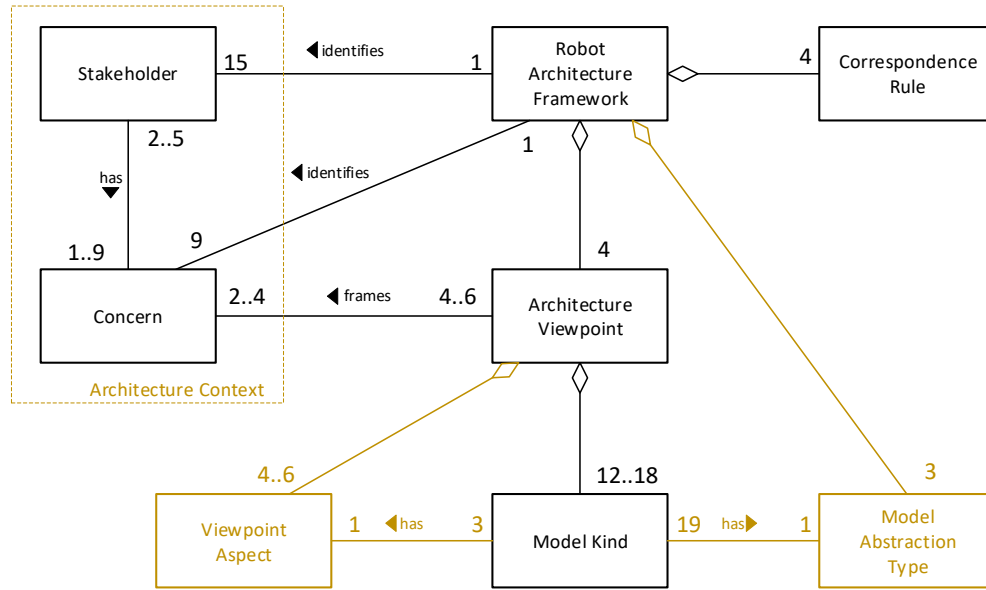 Stakeholder
15
◀ identifies
1
Robot
Architecture
Framework
4
Correspondence
Rule
2..5
1
has
◀ identifies
1..9
9
4
Concern
2..4
◀ frames
4..6
Architecture
Viewpoint
Architecture Context
4..6
12..18
3
Viewpoint
Aspect
1
◀ has
3
Model Kind
19
has ▶
1
Model
Abstraction
Type